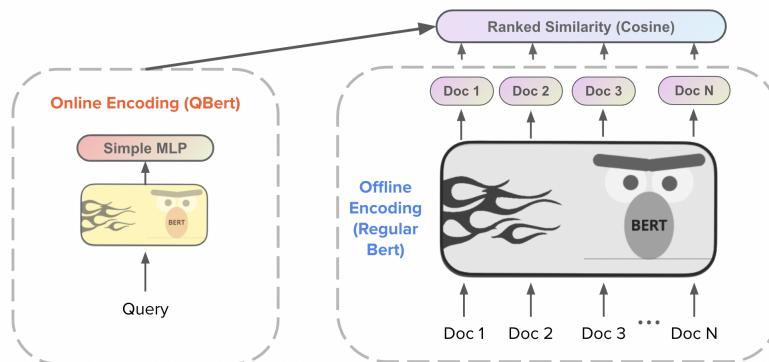 Ranked Similarity (Cosine)
Online Encoding (QBert)
Simple MLP
BERT
Query
Doc 1 Doc 2 Doc 3 Doc N
Offline
Encoding
(Regular
Bert)
BERT
Doc 1 Doc 2 Doc 3 ••• Doc N